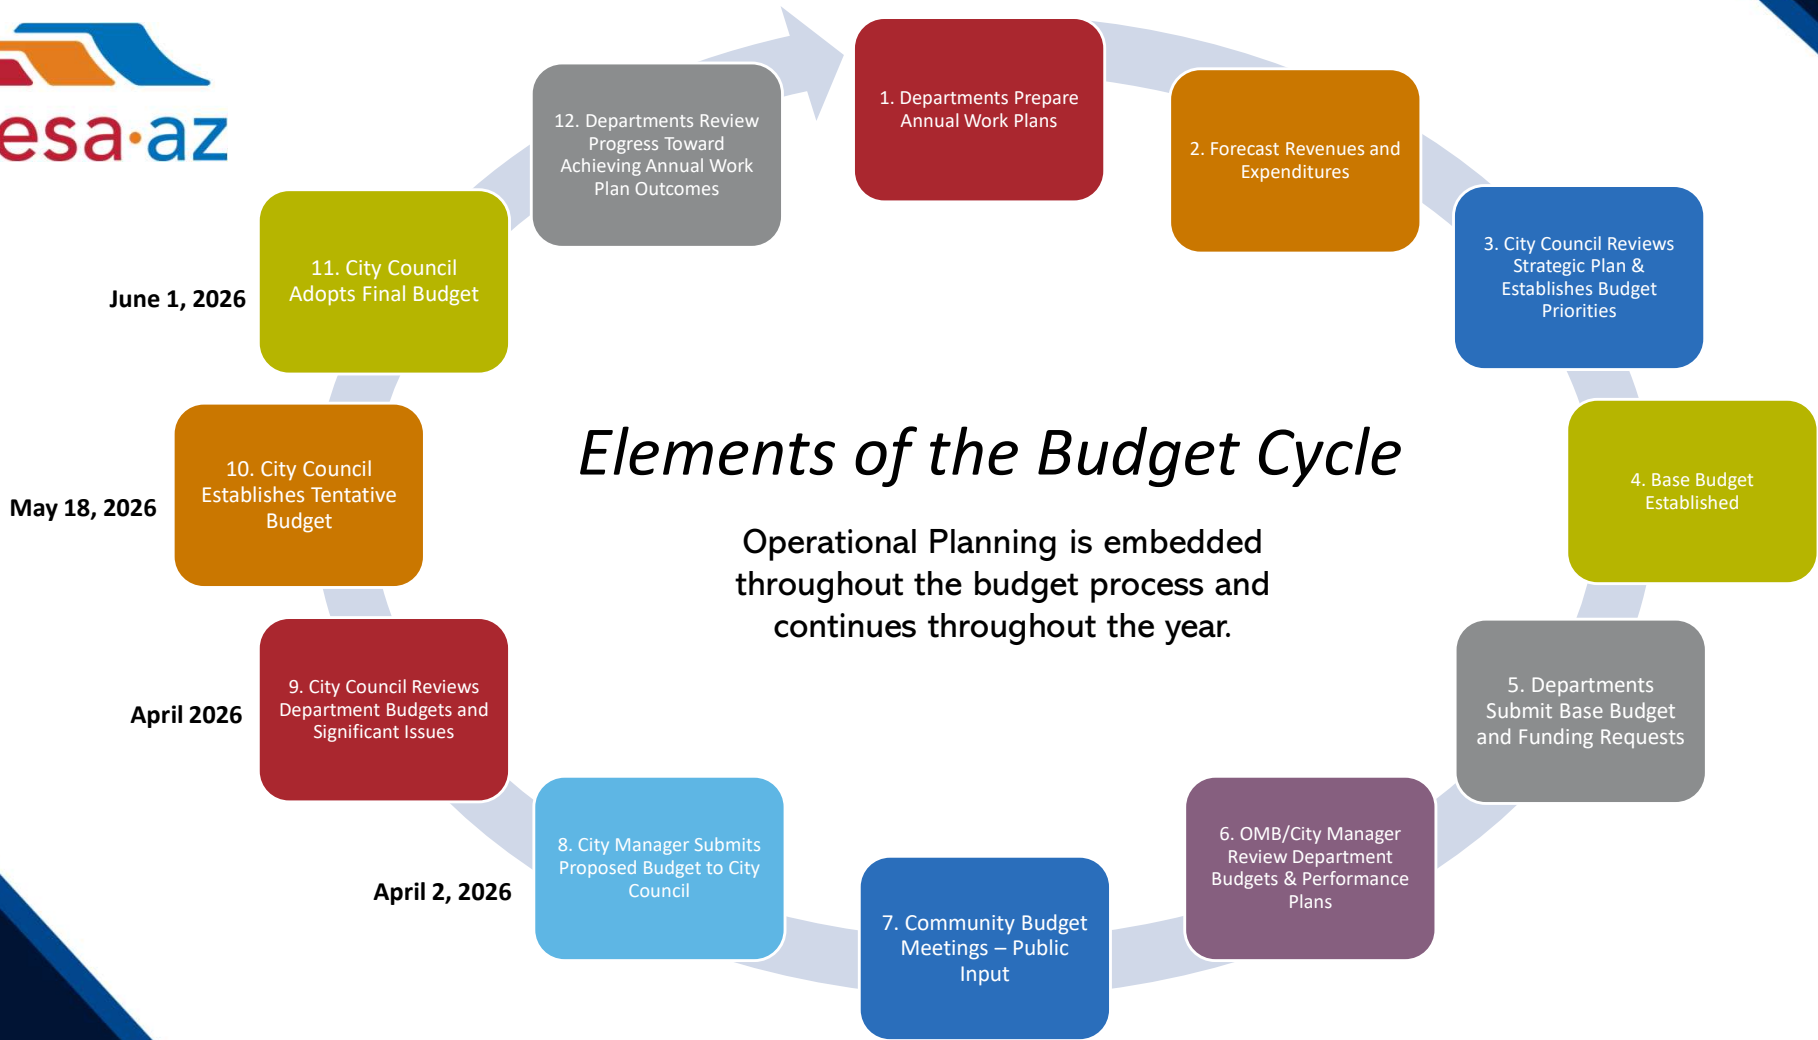 esa·az
1. Departments Prepare
Annual Work Plans
2. Forecast Revenues and
Expenditures
3. City Council Reviews
Strategic Plan &
Establishes Budget
Priorities
4. Base Budget
Established
5. Departments
Submit Base Budget
and Funding Requests
6. OMB/City Manager
Review Department
Budgets & Performance
Plans
7. Community Budget
Meetings – Public
Input
8. City Manager Submits
Proposed Budget to City
Council
April 2, 2026
9. City Council Reviews
Department Budgets and
Significant Issues
April 2026
10. City Council
Establishes Tentative
Budget
May 18, 2026
11. City Council
Adopts Final Budget
June 1, 2026
12. Departments Review
Progress Toward
Achieving Annual Work
Plan Outcomes
Elements of the Budget Cycle
Operational Planning is embedded
throughout the budget process and
continues throughout the year.